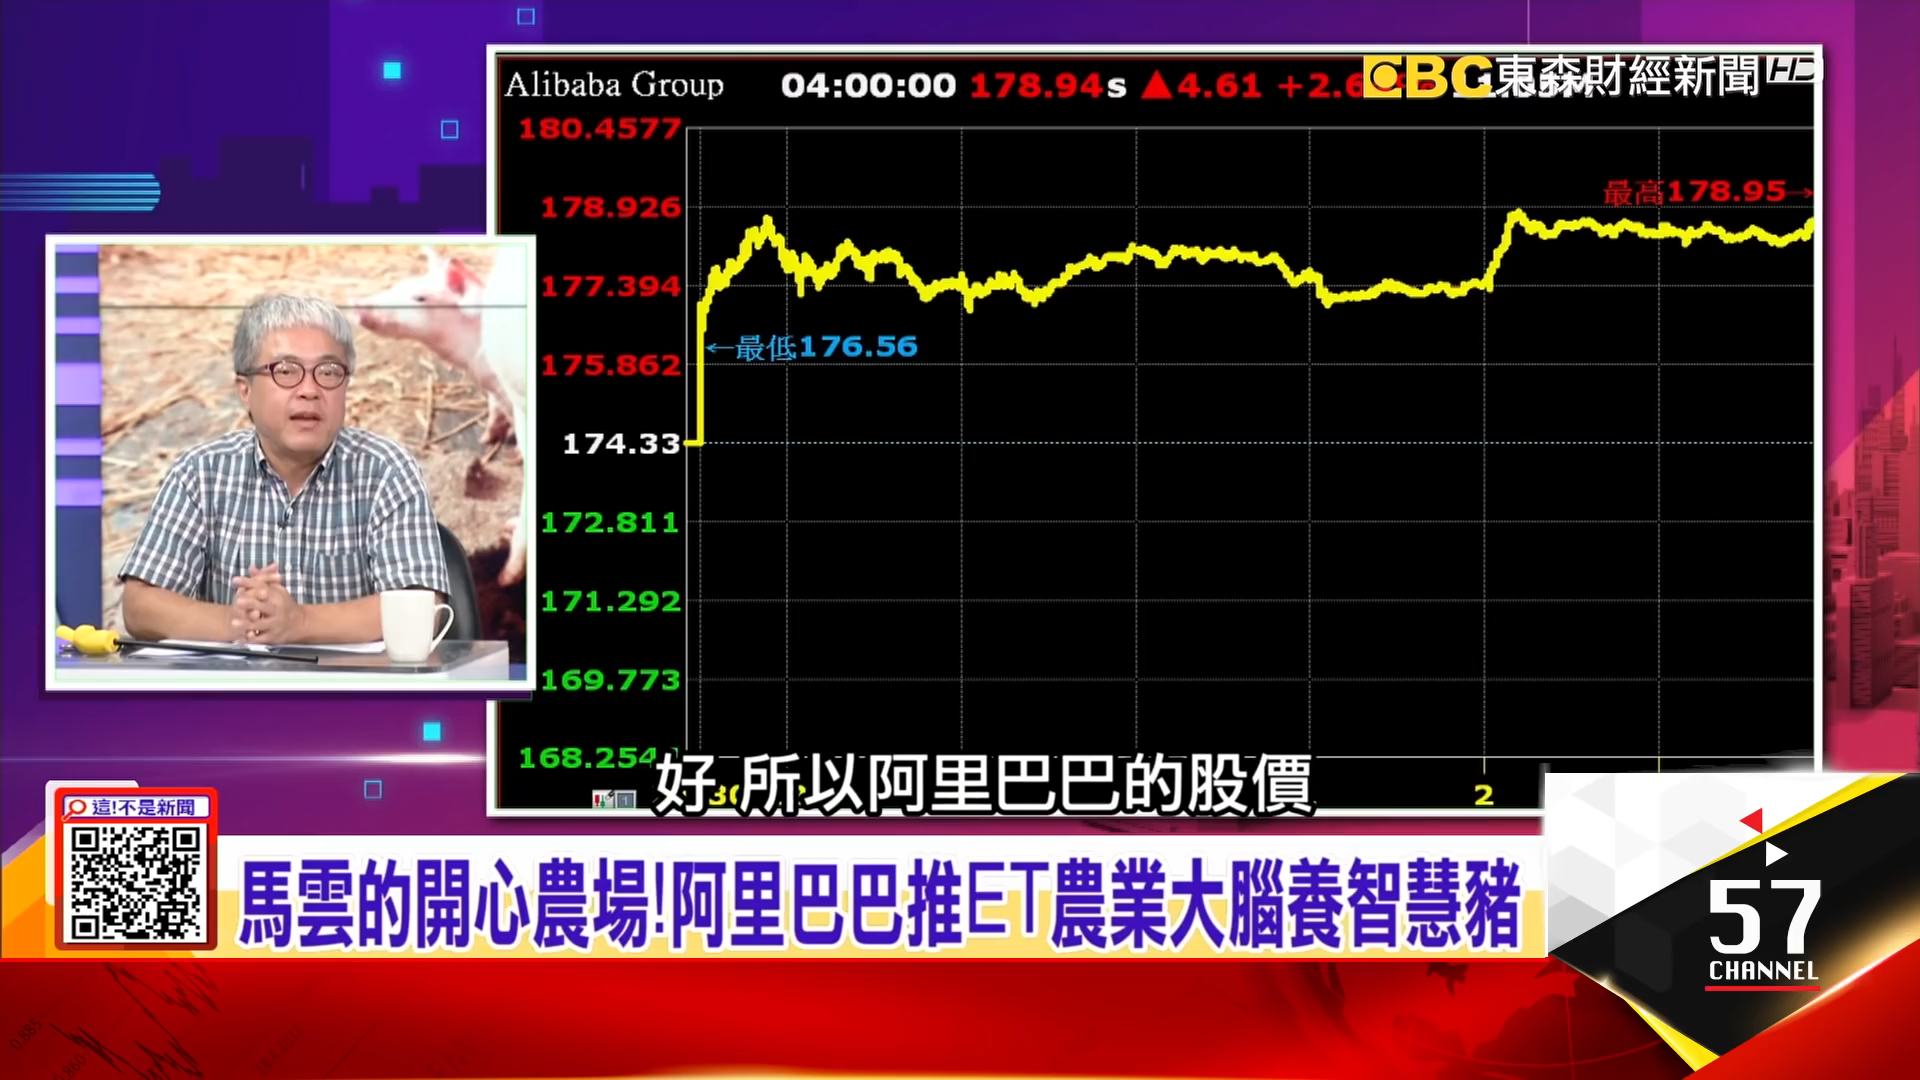 Alibaba Group 04:00:00 178.94s ▲4.61
EBC東森財經新聞HD
180.4577
178.926
最高178.95→
177.394
←最低176.56
175.862
174.33
172.811
171.292
169.773
168.254
2
好 所以阿里巴巴的股價
這!不是新聞
馬雲的開心農場!阿里巴巴推ET農業大腦養智慧豬
57
CHANNEL